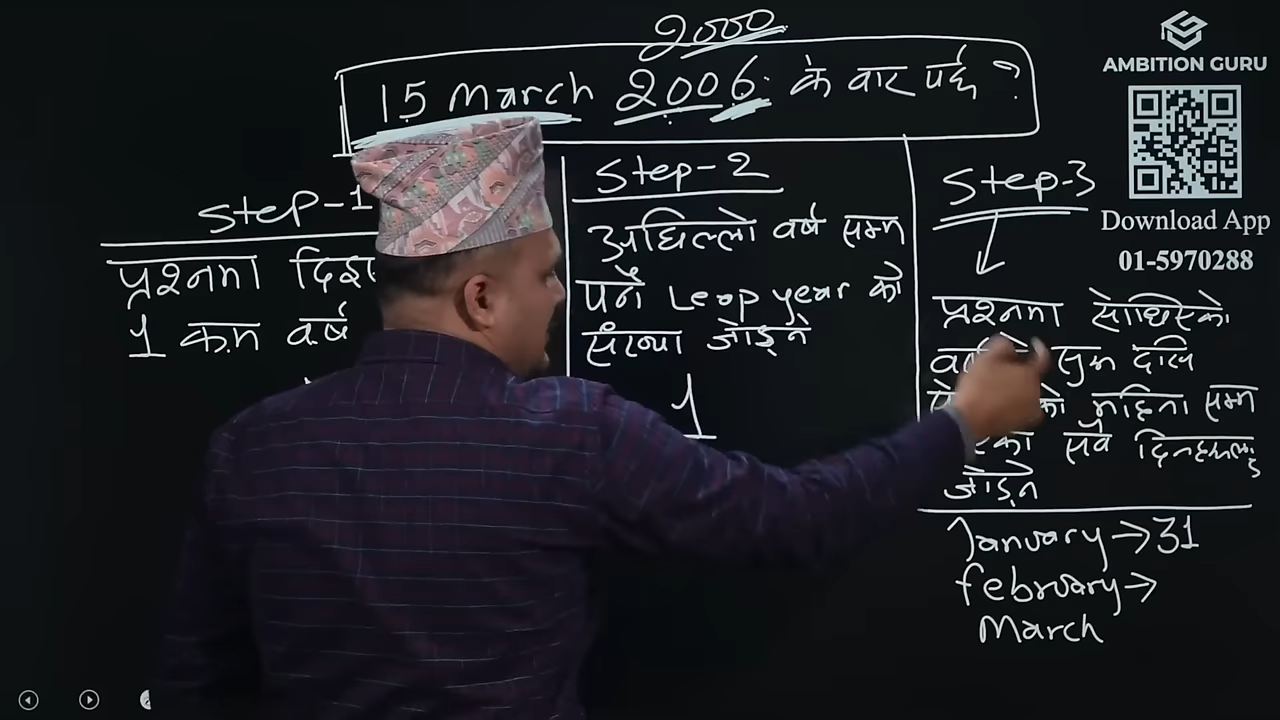 2000
15 March 2006 के वार पर्छ ?
AMBITION GURU
Download App
01-5970288
Step-1
प्रश्नमा
1 कम वर्ष
Step-2
अघिल्लो वर्ष सम्म
पर्ने Leap year को
संख्या जोड्ने
1
Step-3
प्रश्नमा सोधिएको
सुरू देखि
महिना सम्म
सबै दिनहरूलाई
जोड्ने
January → 31
february →
March